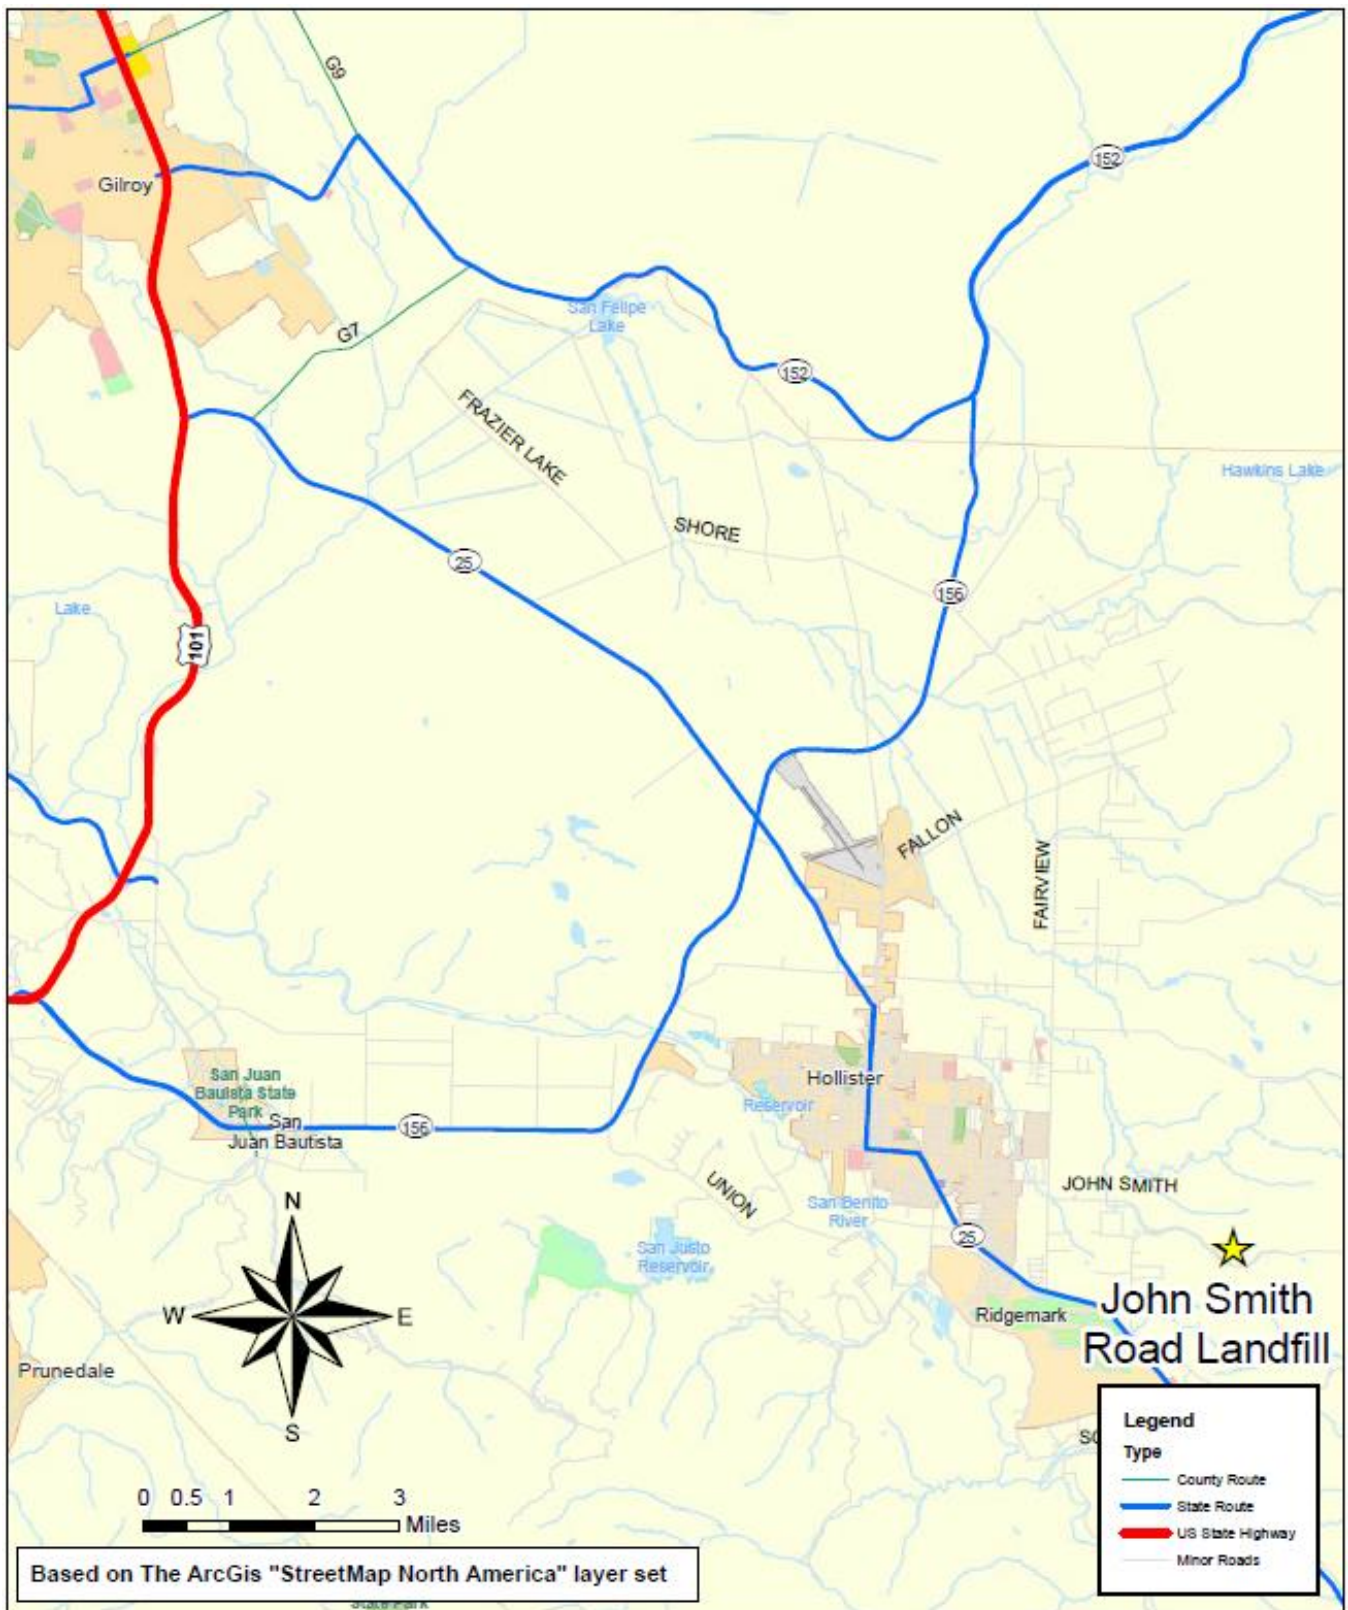 G9
152
Gilroy
San Felipe
Lake
G7
152
FRAZIER LAKE
Hawkins Lake
SHORE
25
156
Lake
101
FALLON
FAIRVIEW
San Juan
Bautista State
Park
Hollister
Reservoir
San
Juan Bautista
156
JOHN SMITH
UNION
San Benito
River
25
San Justo
Reservoir
N
W
E
S
John Smith
Road Landfill
Ridgemark
Prunedale
Legend
Type
County Route
State Route
US State Highway
Minor Roads
0 0.5 1 2 3
Miles
Based on The ArcGis "StreetMap North America" layer set
State Park